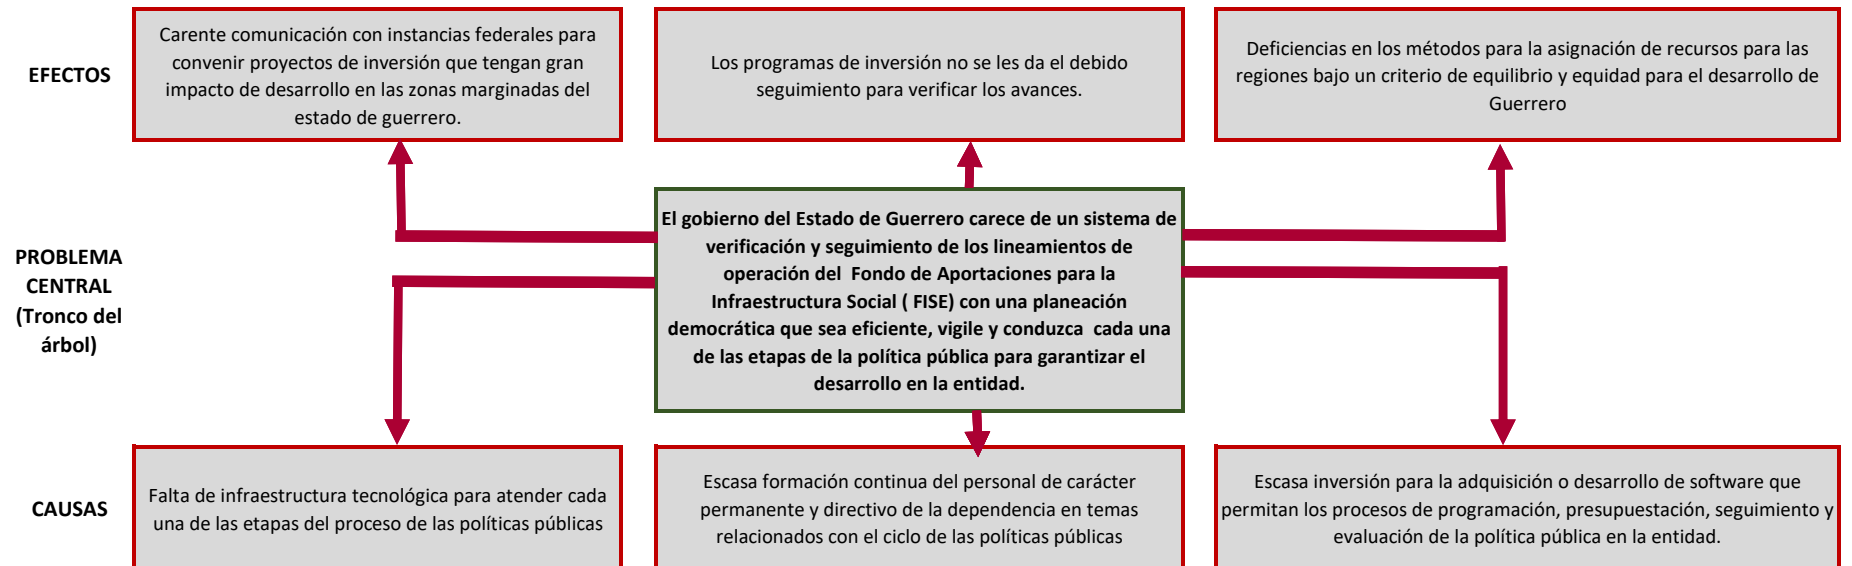 EFECTOS
Carente comunicación con instancias federales para
convenir proyectos de inversión que tengan gran
impacto de desarrollo en las zonas marginadas del
estado de guerrero.
Los programas de inversión no se les da el debido
seguimiento para verificar los avances.
Deficiencias en los métodos para la asignación de recursos para las
regiones bajo un criterio de equilibrio y equidad para el desarrollo de
Guerrero
PROBLEMA
CENTRAL
(Tronco del
árbol)
El gobierno del Estado de Guerrero carece de un sistema de
verificación y seguimiento de los lineamientos de
operación del  Fondo de Aportaciones para la
Infraestructura Social ( FISE) con una planeación
democrática que sea eficiente, vigile y conduzca  cada una
de las etapas de la política pública para garantizar el
desarrollo en la entidad.
CAUSAS
Falta de infraestructura tecnológica para atender cada
una de las etapas del proceso de las políticas públicas
Escasa formación continua del personal de carácter
permanente y directivo de la dependencia en temas
relacionados con el ciclo de las políticas públicas
Escasa inversión para la adquisición o desarrollo de software que
permitan los procesos de programación, presupuestación, seguimiento y
evaluación de la política pública en la entidad.